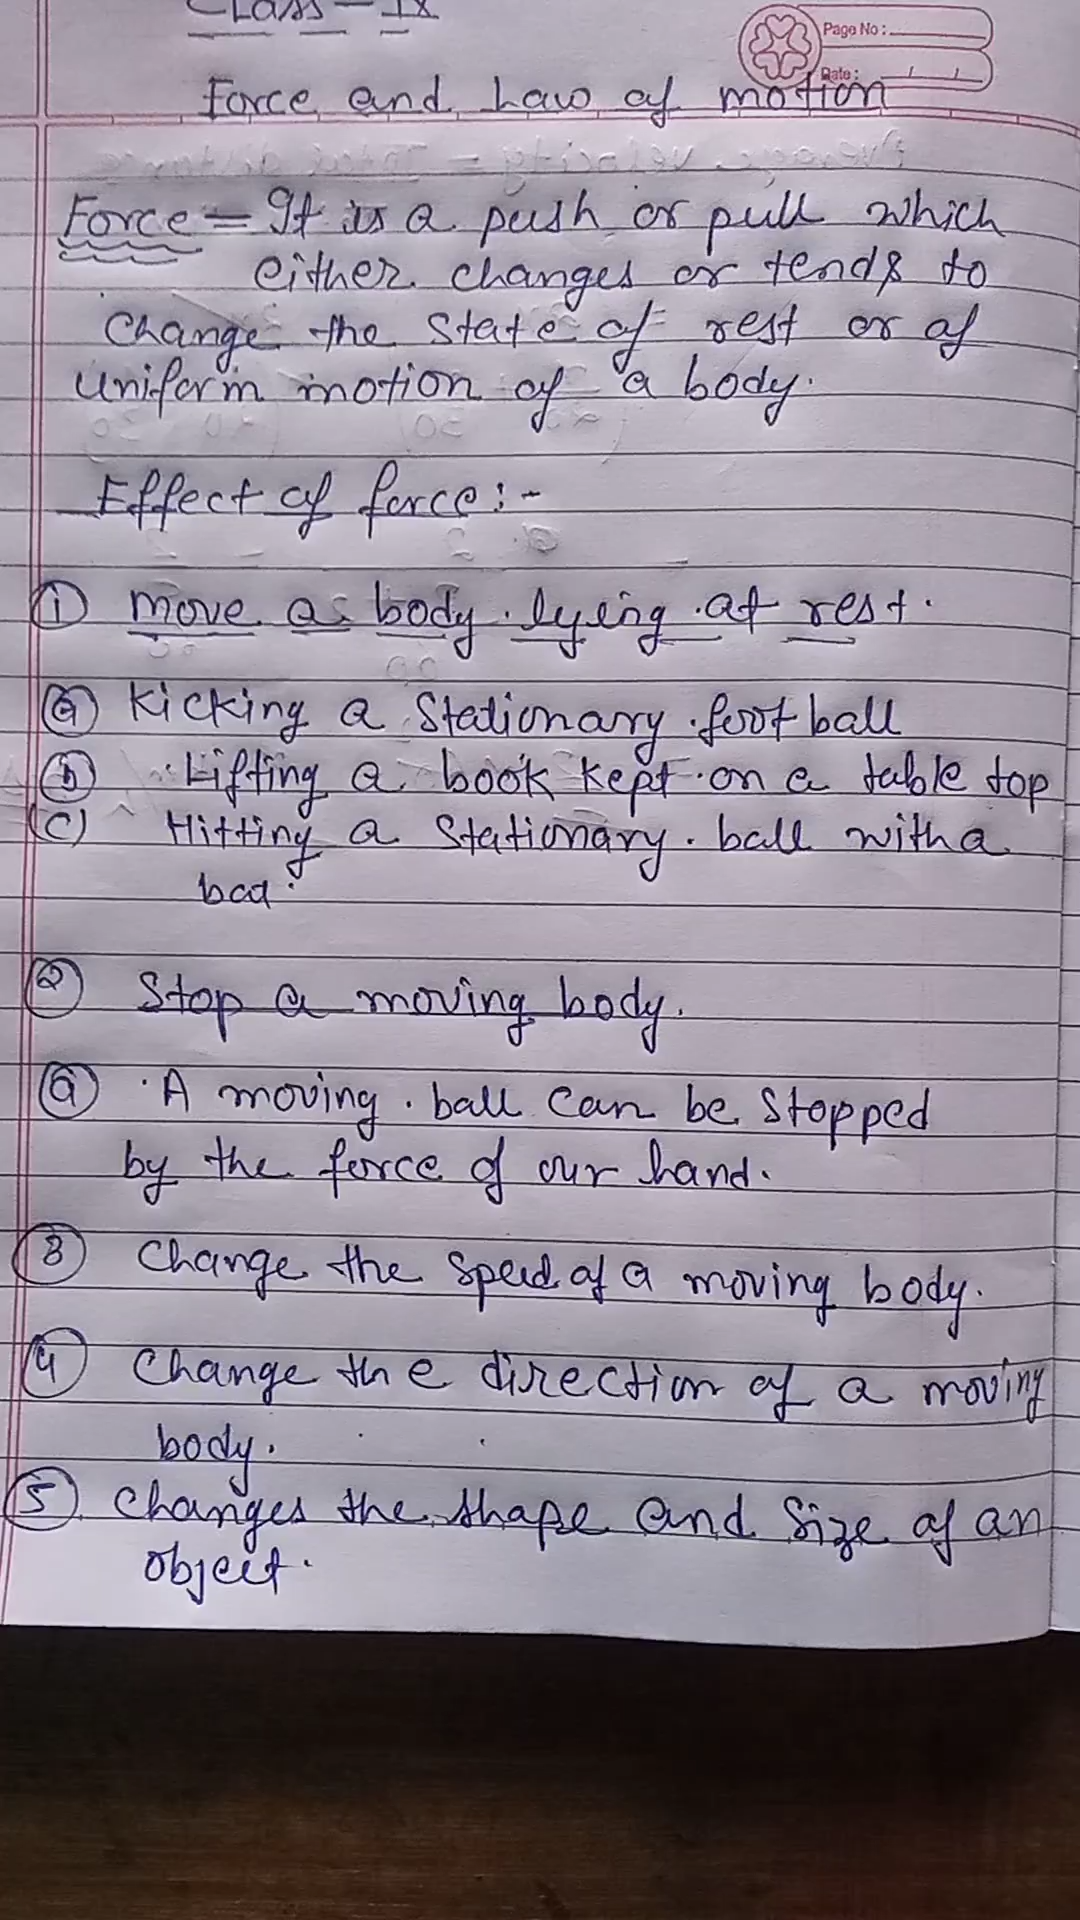 Class - IX
Page No:
Date:
Force and Law of motion
Force = It is a push or pull which
either changes or tends to
change the state of rest or of
uniform motion of a body.
Effect of force:-
① move a body lying at rest.
ⓐ Kicking a stationary football
ⓑ Lifting a book kept on a table top
(C) Hitting a stationary ball with a
bat.
② Stop a moving body.
ⓐ A moving ball can be stopped
by the force of our hand.
③ Change the speed of a moving body.
④ Change the direction of a moving
body.
⑤ Changes the shape and size of an
object.